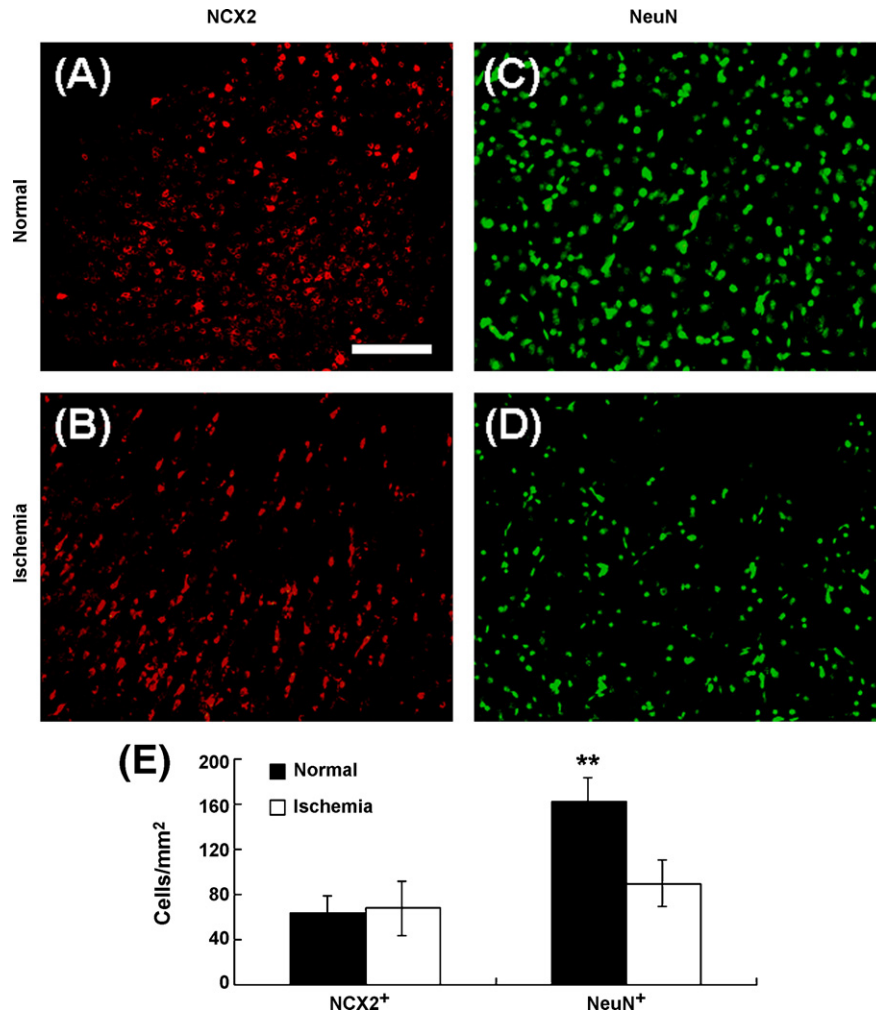 NCX2 NeuN
Normal
(A) (C)
Ischemia
(B) (D)
(E)
Cells/mm²
200
160
120
80
40
0
Normal
Ischemia
**
NCX2⁺ NeuN⁺